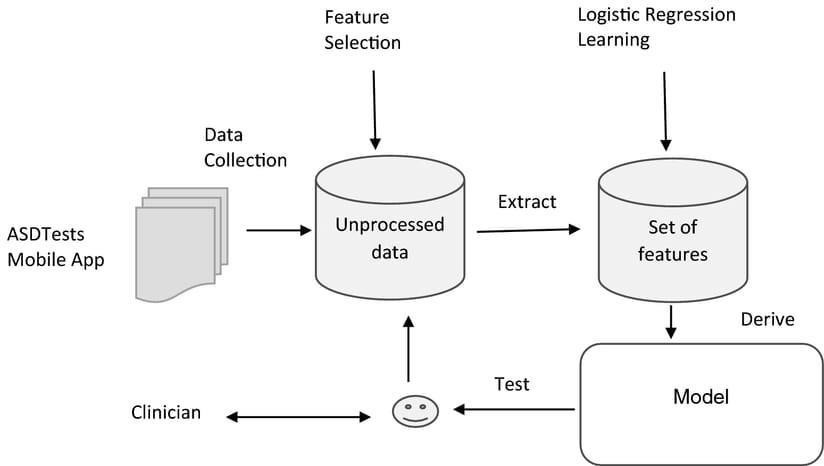 Feature
Selection
Logistic Regression
Learning
Data
Collection
ASDTests
Mobile App
Unprocessed
data
Extract
Set of
features
Derive
Model
Test
Clinician